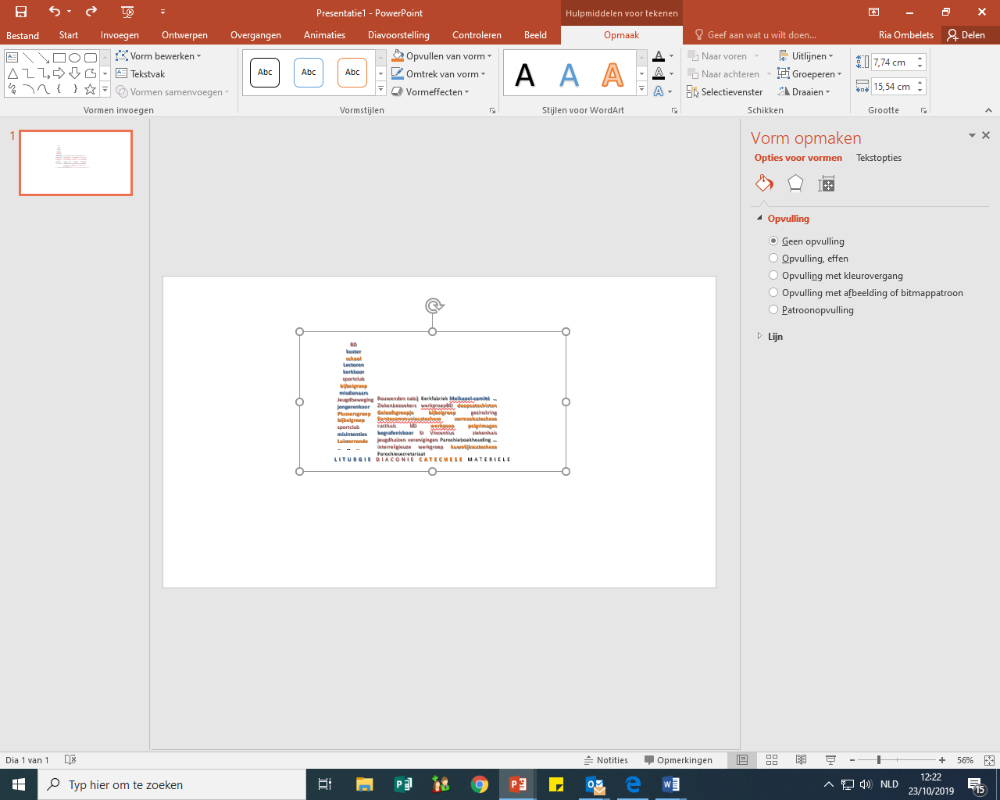 Presentatie1 - PowerPoint
Hulpmiddelen voor tekenen
Bestand Start Invoegen Ontwerpen Overgangen Animaties Diavoorstelling Controleren Beeld Opmaak Geef aan wat u wilt doen... Ria Ombelets Delen
Vorm bewerken
Tekstvak
Vormen samenvoegen
Vormen invoegen
Abc Abc Abc
Opvullen van vorm
Omtrek van vorm
Vormeffecten
Vormstijlen
A A A
Stijlen voor WordArt
Naar voren
Naar achteren
Selectievenster
Uitlijnen
Groeperen
Draaien
Schikken
7,74 cm
15,54 cm
Grootte
1
Vorm opmaken
Opties voor vormen Tekstopties
Opvulling
Geen opvulling
Opvulling, effen
Opvulling met kleurovergang
Opvulling met afbeelding of bitmappatroon
Patroonopvulling
Lijn
BD
koster
school
Lectoren
kerkkoor
sportclub
bijbelgroep
misdienaars
Jeugdbeweging
jongerenkoor
Plussersgroep
bijbelgroep
sportclub
misintenties
Luisterronde
Rouwenden nabij Kerkfabriek Meikapel-comité ...
Ziekenbezoekers werkgroepBD doopcatechisten
Geloofsgroepje bijbelgroep gezinskring
Eerstecommuniecatechese vormselcatechese
rusthuis IJD werkgroep pelgrimages
begrafeniskoor St Vincentius ziekenhuis
jeugdhuizen verenigingen Parochieboekhouding ...
interreligieuze werkgroep huwelijkscatechese
Parochiesecretariaat
LITURGIE DIACONIE CATECHESE MATERIELE
Dia 1 van 1
Notities
Opmerkingen
56%
Typ hier om te zoeken
NLD
12:22
23/10/2019
15